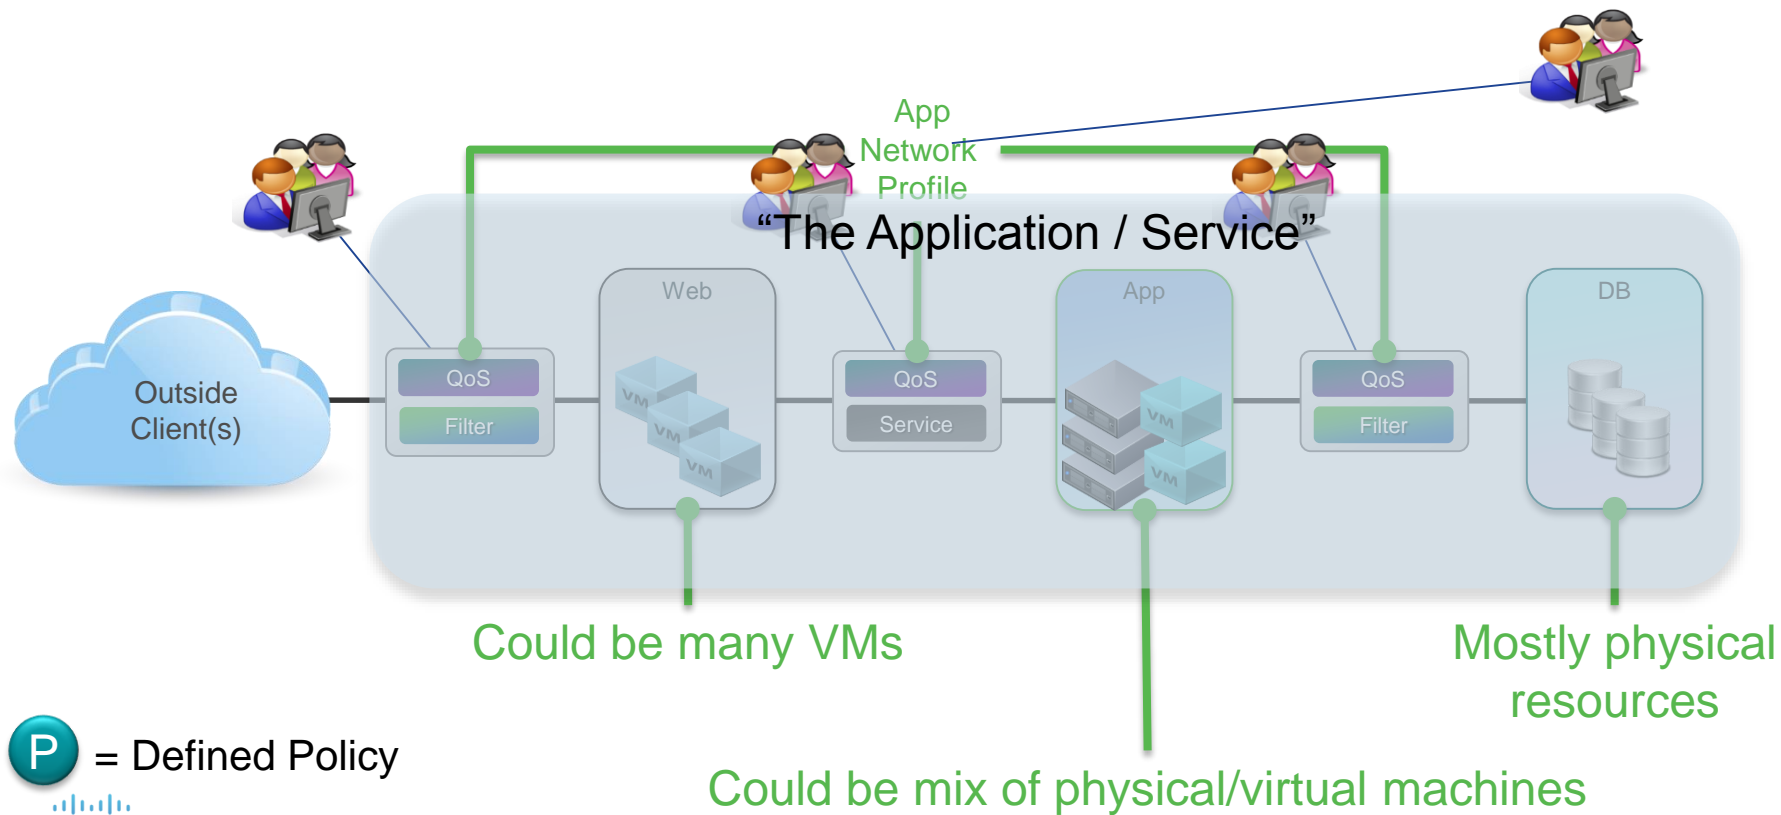 App
Network
Profile
“The Application / Service”
Web
App
DB
Outside
Client(s)
QoS
Filter
QoS
Service
QoS
Filter
VM
VM
VM
VM
VM
Could be many VMs
Mostly physical
resources
P = Defined Policy
Could be mix of physical/virtual machines